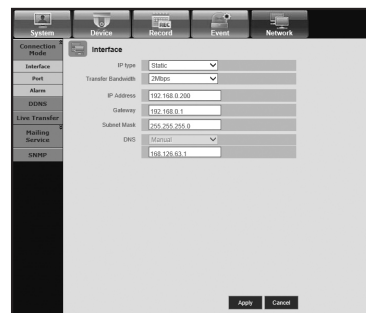 System Device Record Event Network
REC
Connection
Mode
Interface
Port
Alarm
DDNS
Live Transfer
Mailing
Service
SNMP
Interface
IP type Static
Transfer Bandwidth 2Mbps
IP Address 192.168.0.200
Gateway 192.168.0.1
Subnet Mask 255.255.255.0
DNS Manual
168.126.63.1
Apply Cancel